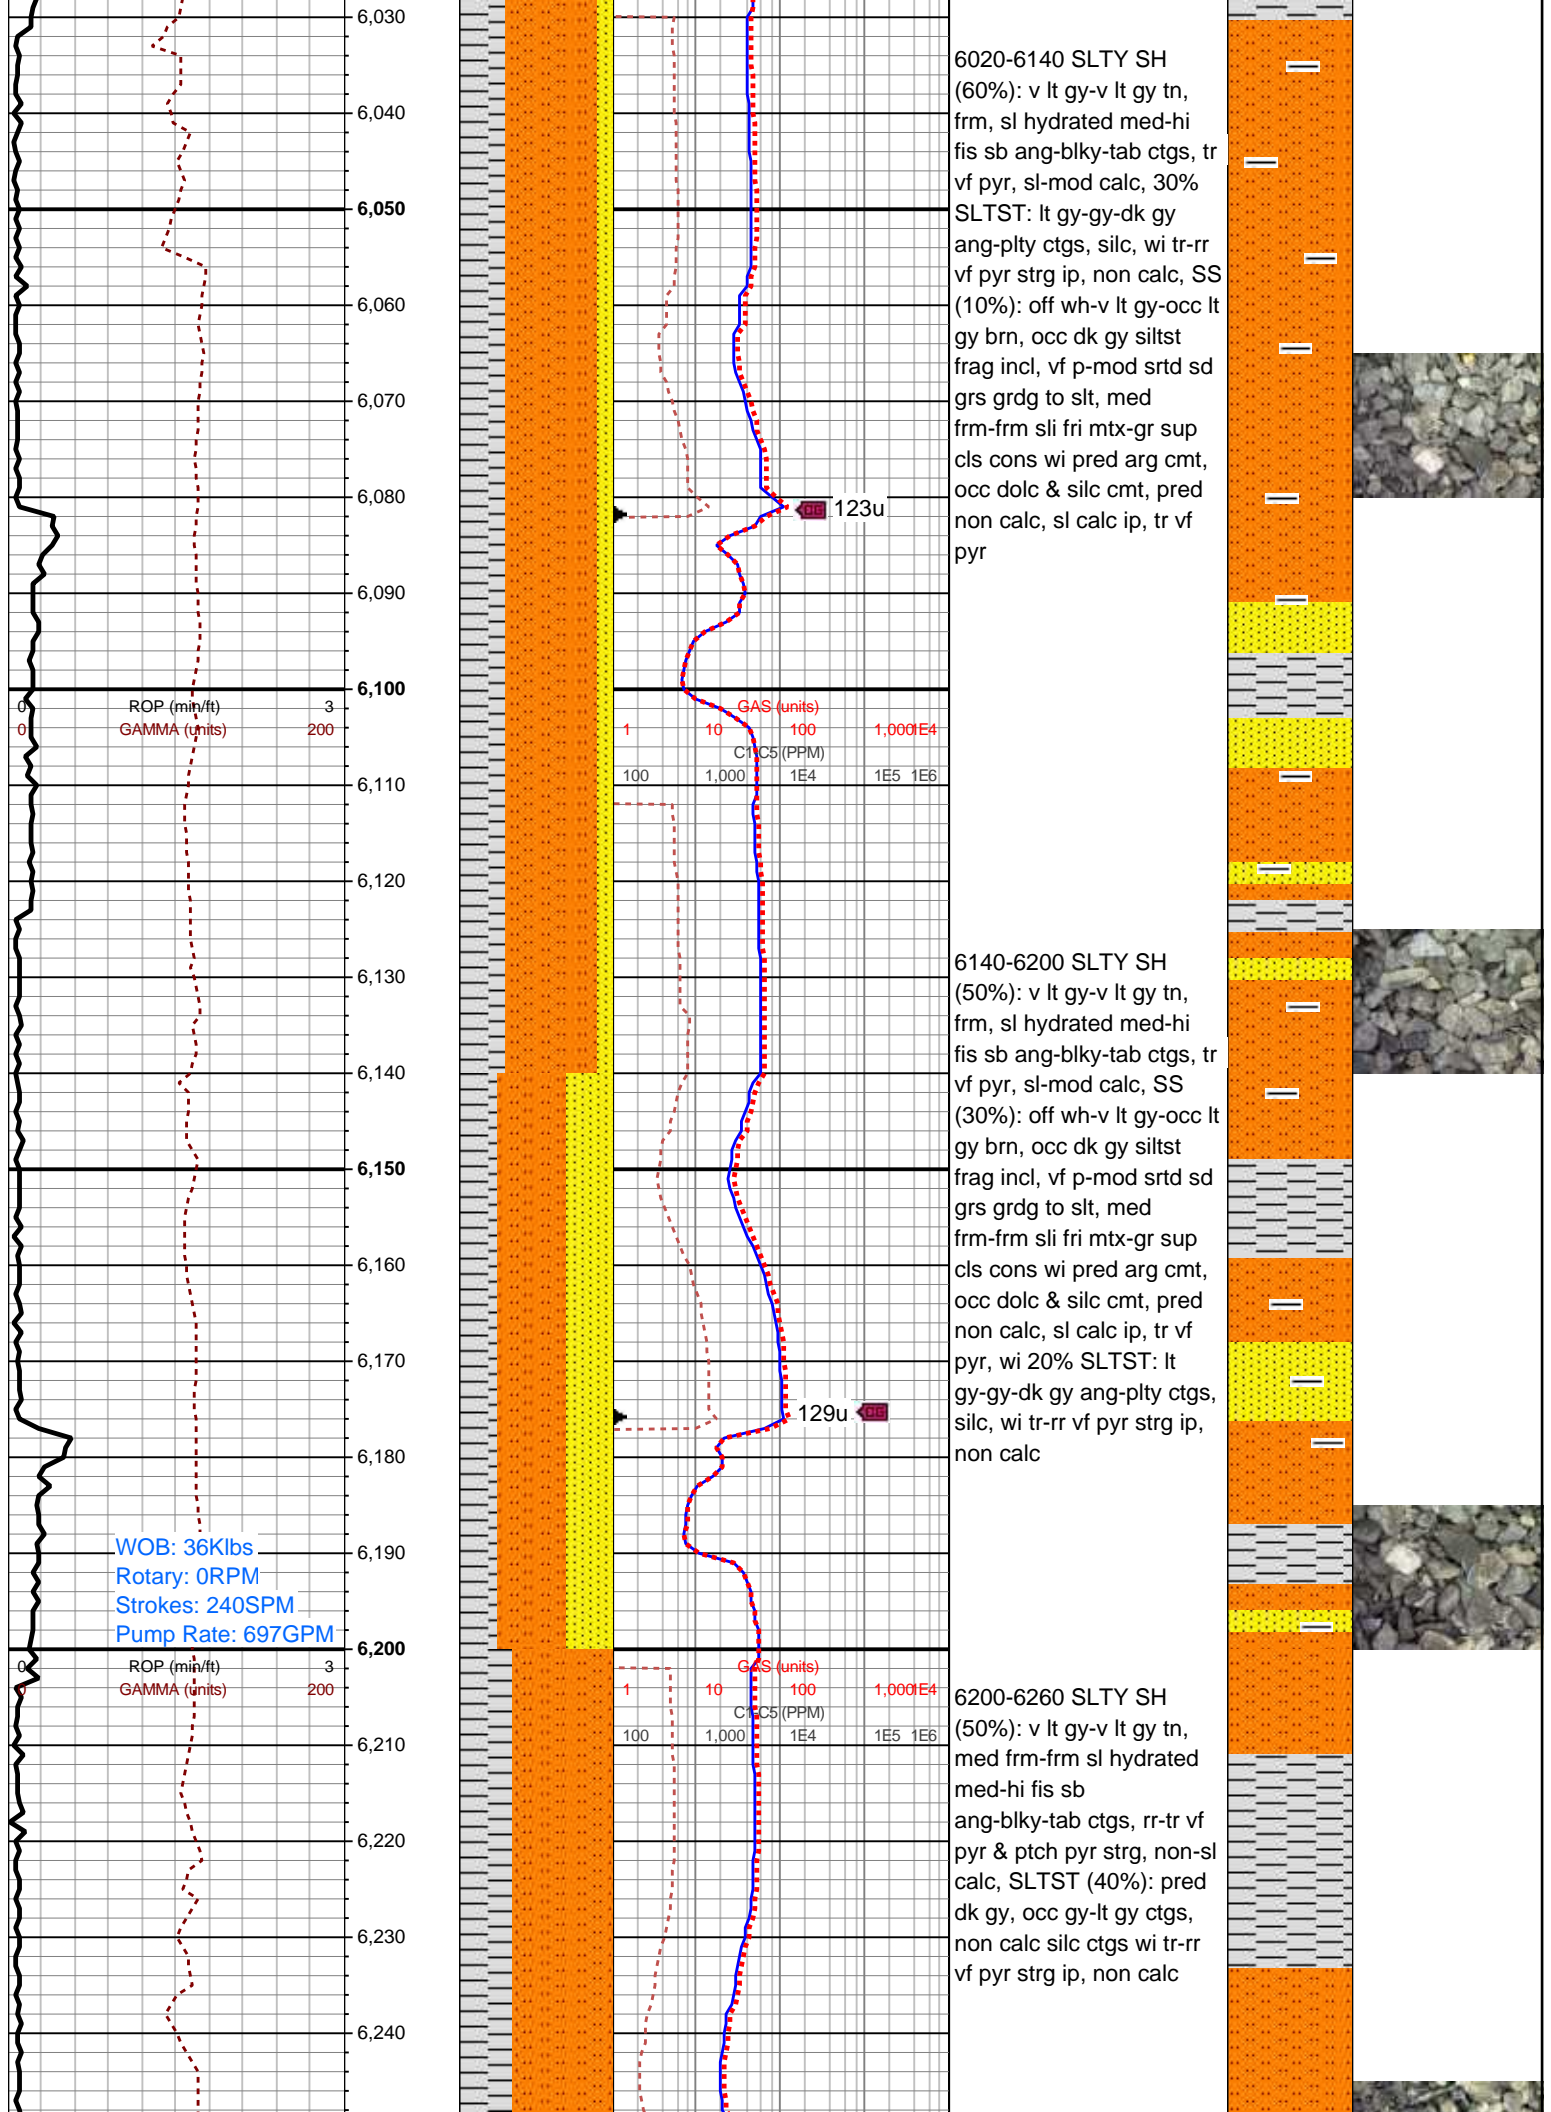 6,030
6,040
6,050
6,060
6,070
6,080
6,090
6,100
6,110
6,120
6,130
6,140
6,150
6,160
6,170
6,180
6,190
6,200
6,210
6,220
6,230
6,240
0 ROP (min/ft) 3
0 GAMMA (units) 200
WOB: 36Klbs
Rotary: 0RPM
Strokes: 240SPM
Pump Rate: 697GPM
0 ROP (min/ft) 3
0 GAMMA (units) 200
CG 123u
GAS (units)
1 10 100 1,000 1E4
C1-C5 (PPM)
100 1,000 1E4 1E5 1E6
129u CG
GAS (units)
1 10 100 1,000 1E4
C1-C5 (PPM)
100 1,000 1E4 1E5 1E6
6020-6140 SLTY SH
(60%): v lt gy-v lt gy tn,
frm, sl hydrated med-hi
fis sb ang-blky-tab ctgs, tr
vf pyr, sl-mod calc, 30%
SLTST: lt gy-gy-dk gy
ang-plty ctgs, silc, wi tr-rr
vf pyr strg ip, non calc, SS
(10%): off wh-v lt gy-occ lt
gy brn, occ dk gy siltst
frag incl, vf p-mod srtd sd
grs grdg to slt, med
frm-frm sli fri mtx-gr sup
cls cons wi pred arg cmt,
occ dolc & silc cmt, pred
non calc, sl calc ip, tr vf
pyr
6140-6200 SLTY SH
(50%): v lt gy-v lt gy tn,
frm, sl hydrated med-hi
fis sb ang-blky-tab ctgs, tr
vf pyr, sl-mod calc, SS
(30%): off wh-v lt gy-occ lt
gy brn, occ dk gy siltst
frag incl, vf p-mod srtd sd
grs grdg to slt, med
frm-frm sli fri mtx-gr sup
cls cons wi pred arg cmt,
occ dolc & silc cmt, pred
non calc, sl calc ip, tr vf
pyr, wi 20% SLTST: lt
gy-gy-dk gy ang-plty ctgs,
silc, wi tr-rr vf pyr strg ip,
non calc
6200-6260 SLTY SH
(50%): v lt gy-v lt gy tn,
med frm-frm sl hydrated
med-hi fis sb
ang-blky-tab ctgs, rr-tr vf
pyr & ptch pyr strg, non-sl
calc, SLTST (40%): pred
dk gy, occ gy-lt gy ctgs,
non calc silc ctgs wi tr-rr
vf pyr strg ip, non calc